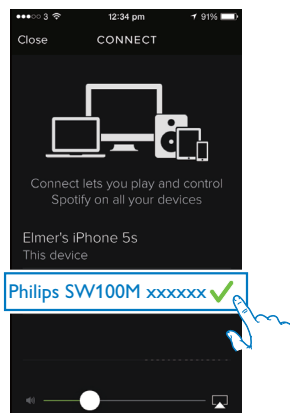 3 12:34 pm 91%
Close CONNECT
Connect lets you play and control
Spotify on all your devices
Elmer's iPhone 5s
This device
Philips SW100M xxxxxx